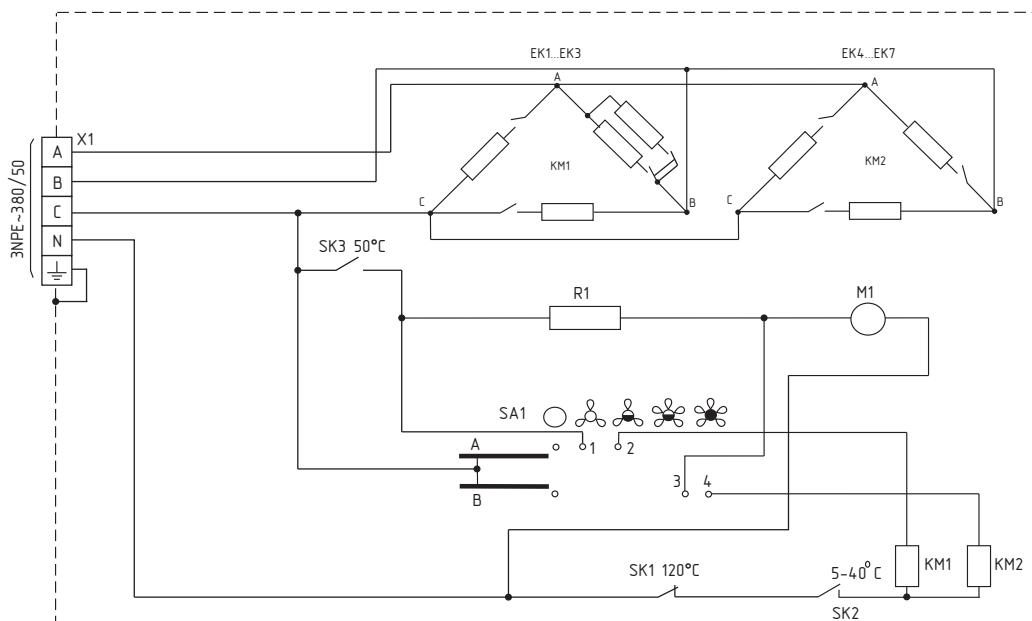 EK1...EK3
EK4...EK7
A
A
X1
A
B
C
N
3NPE~380/50
KM1
KM2
C
B
C
B
SK3 50°C
R1
M1
SA1
A
1
2
B
3
4
SK1 120°C
5-40°C
SK2
KM1
KM2